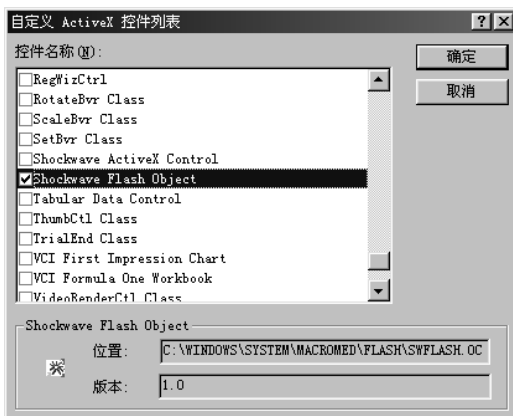 自定义 ActiveX 控件列表
控件名称(N):
确定
取消
RegWizCtrl
RotateBvr Class
ScaleBvr Class
SetBvr Class
Shockwave ActiveX Control
Shockwave Flash Object
Tabular Data Control
ThumbCtl Class
TrialEnd Class
VCI First Impression Chart
VCI Formula One Workbook
VideoRenderCtl Class
Shockwave Flash Object
位置: C:\WINDOWS\SYSTEM\MACROMED\FLASH\SWFLASH.OC
版本: 1.0